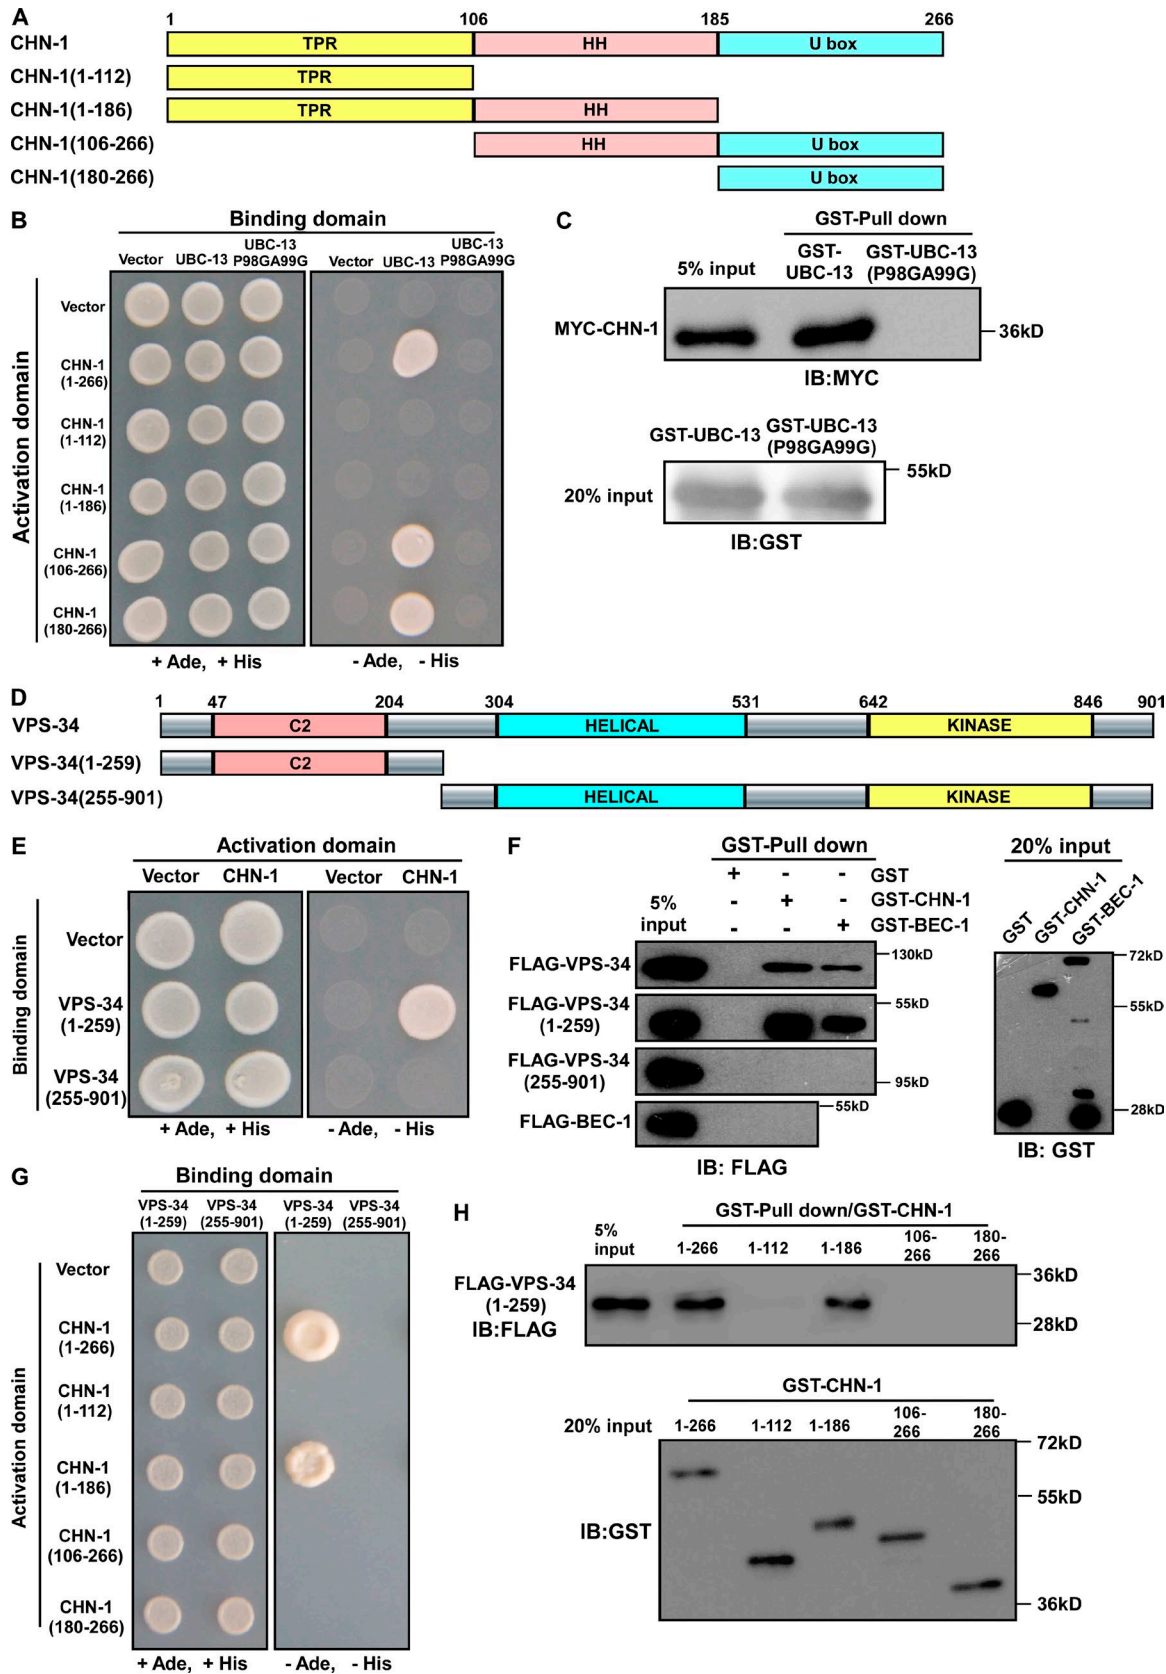 A
1 106 185 266
CHN-1 TPR HH U box
CHN-1(1-112) TPR
CHN-1(1-186) TPR HH
CHN-1(106-266) HH U box
CHN-1(180-266) U box
B
Binding domain
Vector UBC-13 UBC-13 P98GA99G Vector UBC-13 UBC-13 P98GA99G
Activation domain
Vector
CHN-1
(1-266)
CHN-1
(1-112)
CHN-1
(1-186)
CHN-1
(106-266)
CHN-1
(180-266)
+ Ade, + His - Ade, - His
C
GST-Pull down
5% input GST-UBC-13 GST-UBC-13 (P98GA99G)
MYC-CHN-1 36kD
IB:MYC
GST-UBC-13 GST-UBC-13 (P98GA99G)
55kD
20% input
IB:GST
D
1 47 204 304 531 642 846 901
VPS-34 C2 HELICAL KINASE
VPS-34(1-259) C2
VPS-34(255-901) HELICAL KINASE
E
Activation domain
Vector CHN-1 Vector CHN-1
Binding domain
Vector
VPS-34
(1-259)
VPS-34
(255-901)
+ Ade, + His - Ade, - His
F
GST-Pull down
5% input
+ - - GST
- + - GST-CHN-1
- - + GST-BEC-1
FLAG-VPS-34 130kD
FLAG-VPS-34 55kD
(1-259)
FLAG-VPS-34
(255-901) 95kD
FLAG-BEC-1 55kD
IB: FLAG
20% input
GST GST-CHN-1 GST-BEC-1
72kD
55kD
28kD
IB: GST
G
Binding domain
VPS-34 VPS-34 VPS-34 VPS-34
(1-259) (255-901) (1-259) (255-901)
Activation domain
Vector
CHN-1
(1-266)
CHN-1
(1-112)
CHN-1
(1-186)
CHN-1
(106-266)
CHN-1
(180-266)
+ Ade, + His - Ade, - His
H
GST-Pull down/GST-CHN-1
5% input 1-266 1-112 1-186 106-266 180-266
FLAG-VPS-34 36kD
(1-259)
IB:FLAG 28kD
GST-CHN-1
20% input 1-266 1-112 1-186 106-266 180-266
72kD
55kD
IB:GST
36kD